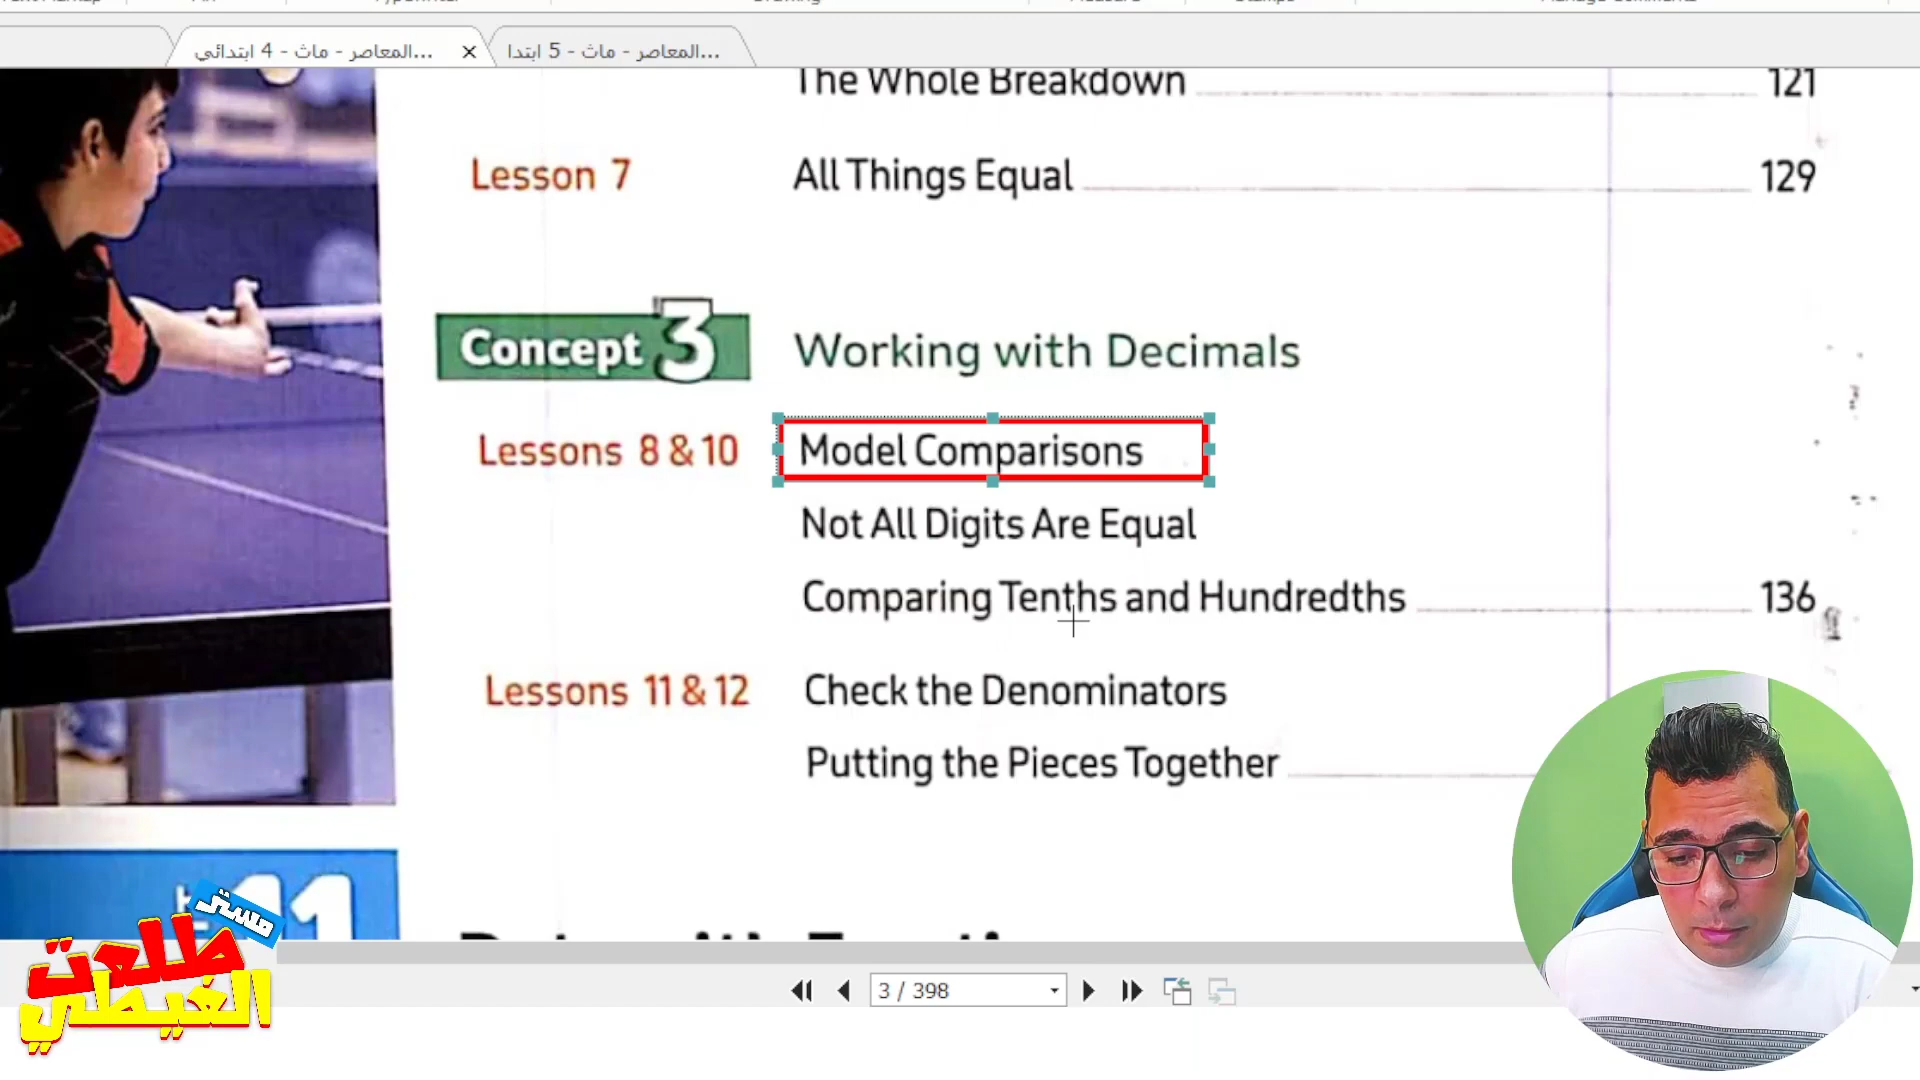 المعاصر - ماث - 4 ابتدائي...
المعاصر - ماث - 5 ابتدا...
The Whole Breakdown 121
Lesson 7 All Things Equal 129
Concept 3 Working with Decimals
Lessons 8 & 10 Model Comparisons
Not All Digits Are Equal
Comparing Tenths and Hundredths 136
Lessons 11 & 12 Check the Denominators
Putting the Pieces Together
11
مستر
طلعت
الغيطي
3 / 398